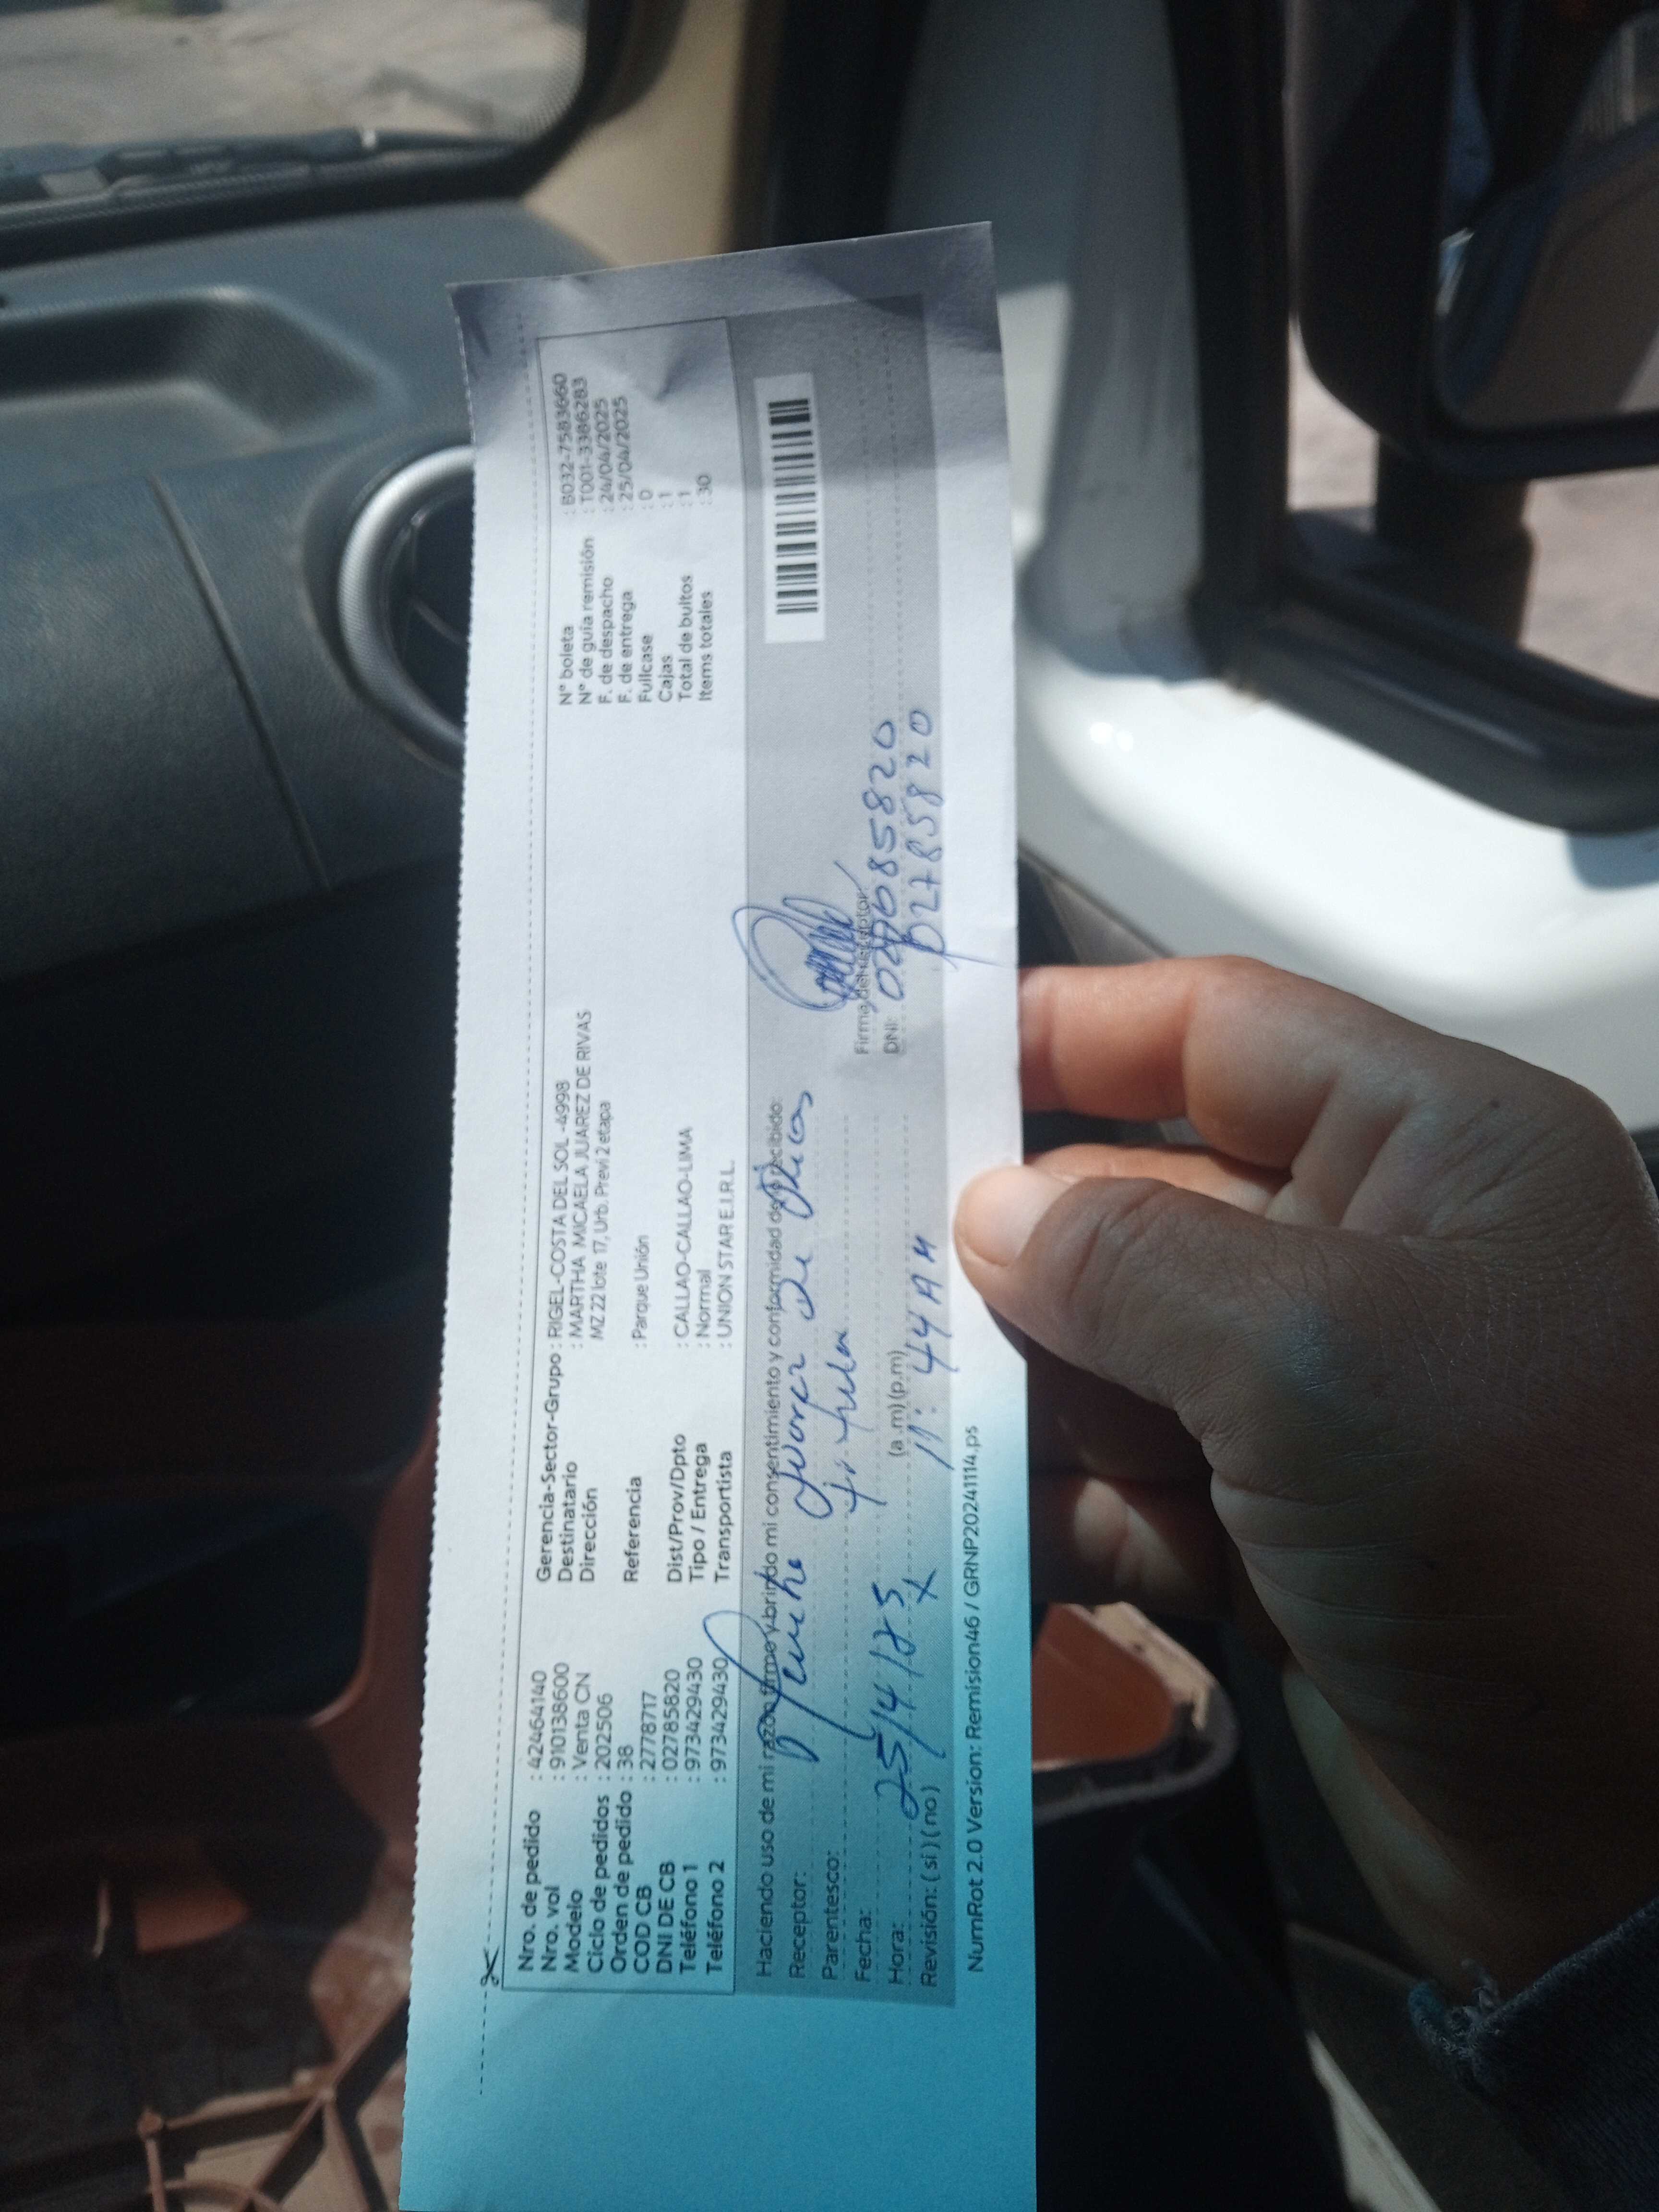 Nro. de pedido : 424641140
Nro. vol : 910138600
Modelo : Venta CN
Ciclo de pedidos : 202506
Orden de pedido : 38
COD CB : 2778717
DNI DE CB : 02785820
Teléfono 1 : 973429430
Teléfono 2 : 973429430
Gerencia-Sector-Grupo : RIGEL-COSTA DEL SOL -4998
Destinatario : MARTHA MICAELA JUAREZ DE RIVAS
Dirección MZ 22 lote 17, Urb. Previ 2 etapa
Referencia : Parque Unión
Dist/Prov/Dpto : CALLAO-CALLAO-LIMA
Tipo / Entrega : Normal
Transportista : UNION STAR E.I.R.L.
N° boleta : B032-7583660
N° de guía remisión : T001-3386283
F. de despacho : 24/04/2025
F. de entrega : 25/04/2025
Fullcase : 0
Cajas : 1
Total de bultos : 1
Items totales : 30
Haciendo uso de mi razón firmo y brindo mi consentimiento y conformidad de lo recibido:
Receptor: Juarez De Rivas
Parentesco: titular
Fecha: 25/4/25
Hora: (a.m) (p.m)
Revisión: ( si ) ( no ) x 11:44 AM
DNI: 85820
02785820
NumRot 2.0 Version: Remision46 / GRNP20241114.ps